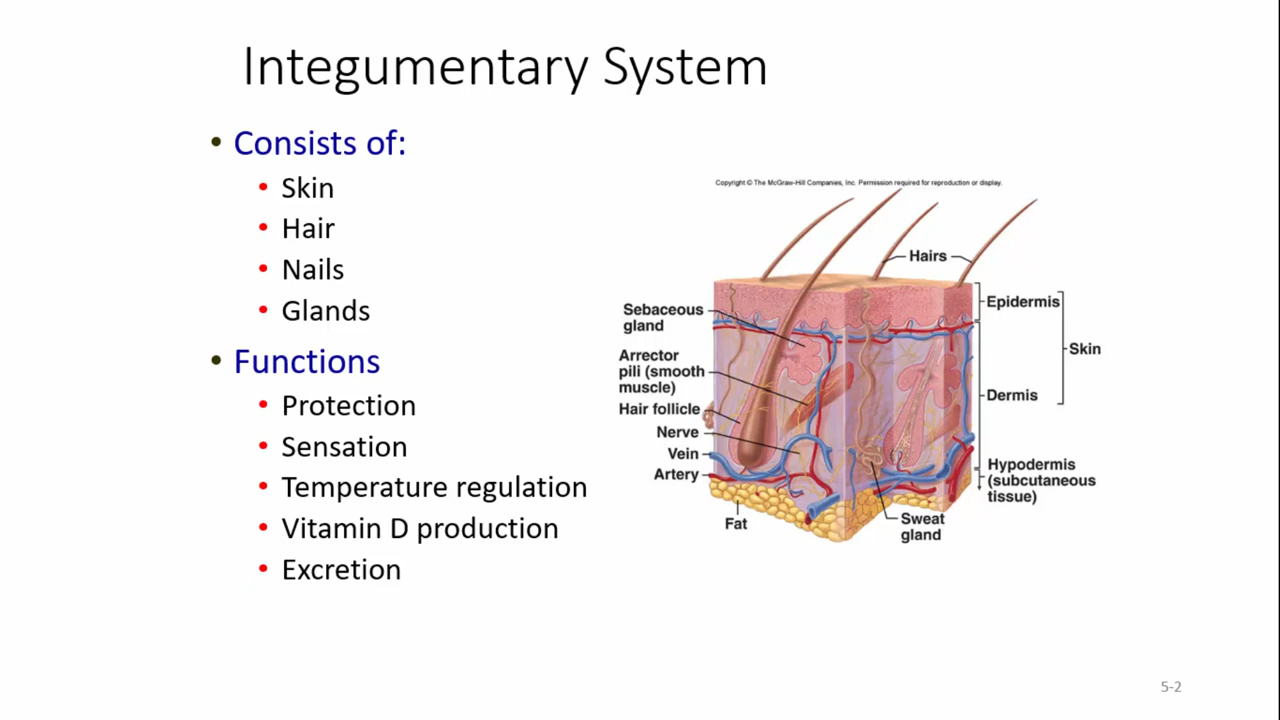 Integumentary System
• Consists of:
• Skin
• Hair
• Nails
• Glands
• Functions
• Protection
• Sensation
• Temperature regulation
• Vitamin D production
• Excretion
Copyright © The McGraw-Hill Companies, Inc. Permission required for reproduction or display.
Hairs
Sebaceous
gland
Arrector
pili (smooth
muscle)
Hair follicle
Nerve
Vein
Artery
Fat
Sweat
gland
Epidermis
Skin
Dermis
Hypodermis
(subcutaneous
tissue)
5-2